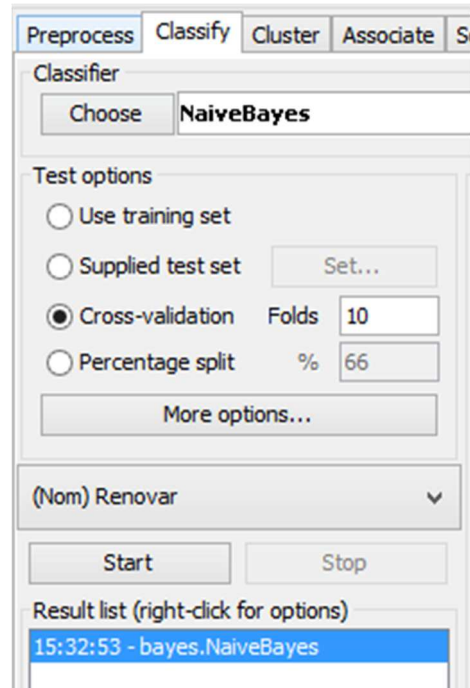 Preprocess Classify Cluster Associate
Classifier
Choose NaiveBayes
Test options
Use training set
Supplied test set Set...
Cross-validation Folds 10
Percentage split % 66
More options...
(Nom) Renovar
Start Stop
Result list (right-click for options)
15:32:53 - bayes.NaiveBayes